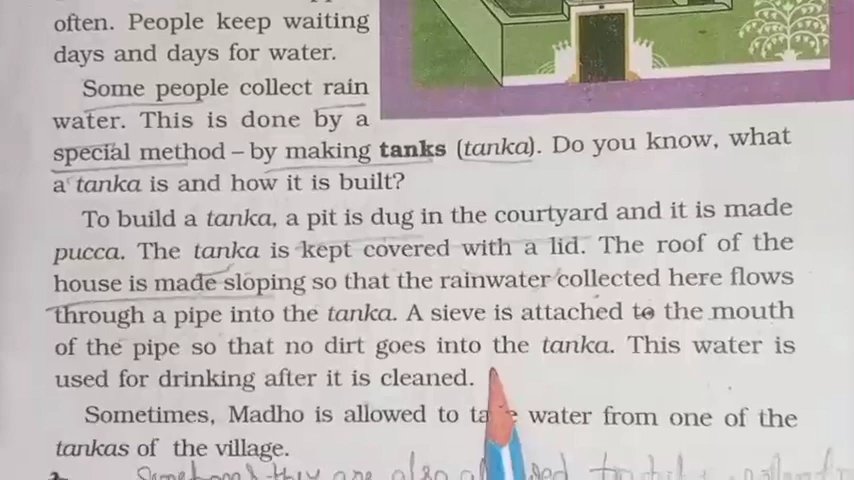 often. People keep waiting
days and days for water.
Some people collect rain
water. This is done by a
special method – by making tanks (tanka). Do you know, what
a tanka is and how it is built?
To build a tanka, a pit is dug in the courtyard and it is made
pucca. The tanka is kept covered with a lid. The roof of the
house is made sloping so that the rainwater collected here flows
through a pipe into the tanka. A sieve is attached to the mouth
of the pipe so that no dirt goes into the tanka. This water is
used for drinking after it is cleaned.
Sometimes, Madho is allowed to take water from one of the
tankas of the village.
they are also